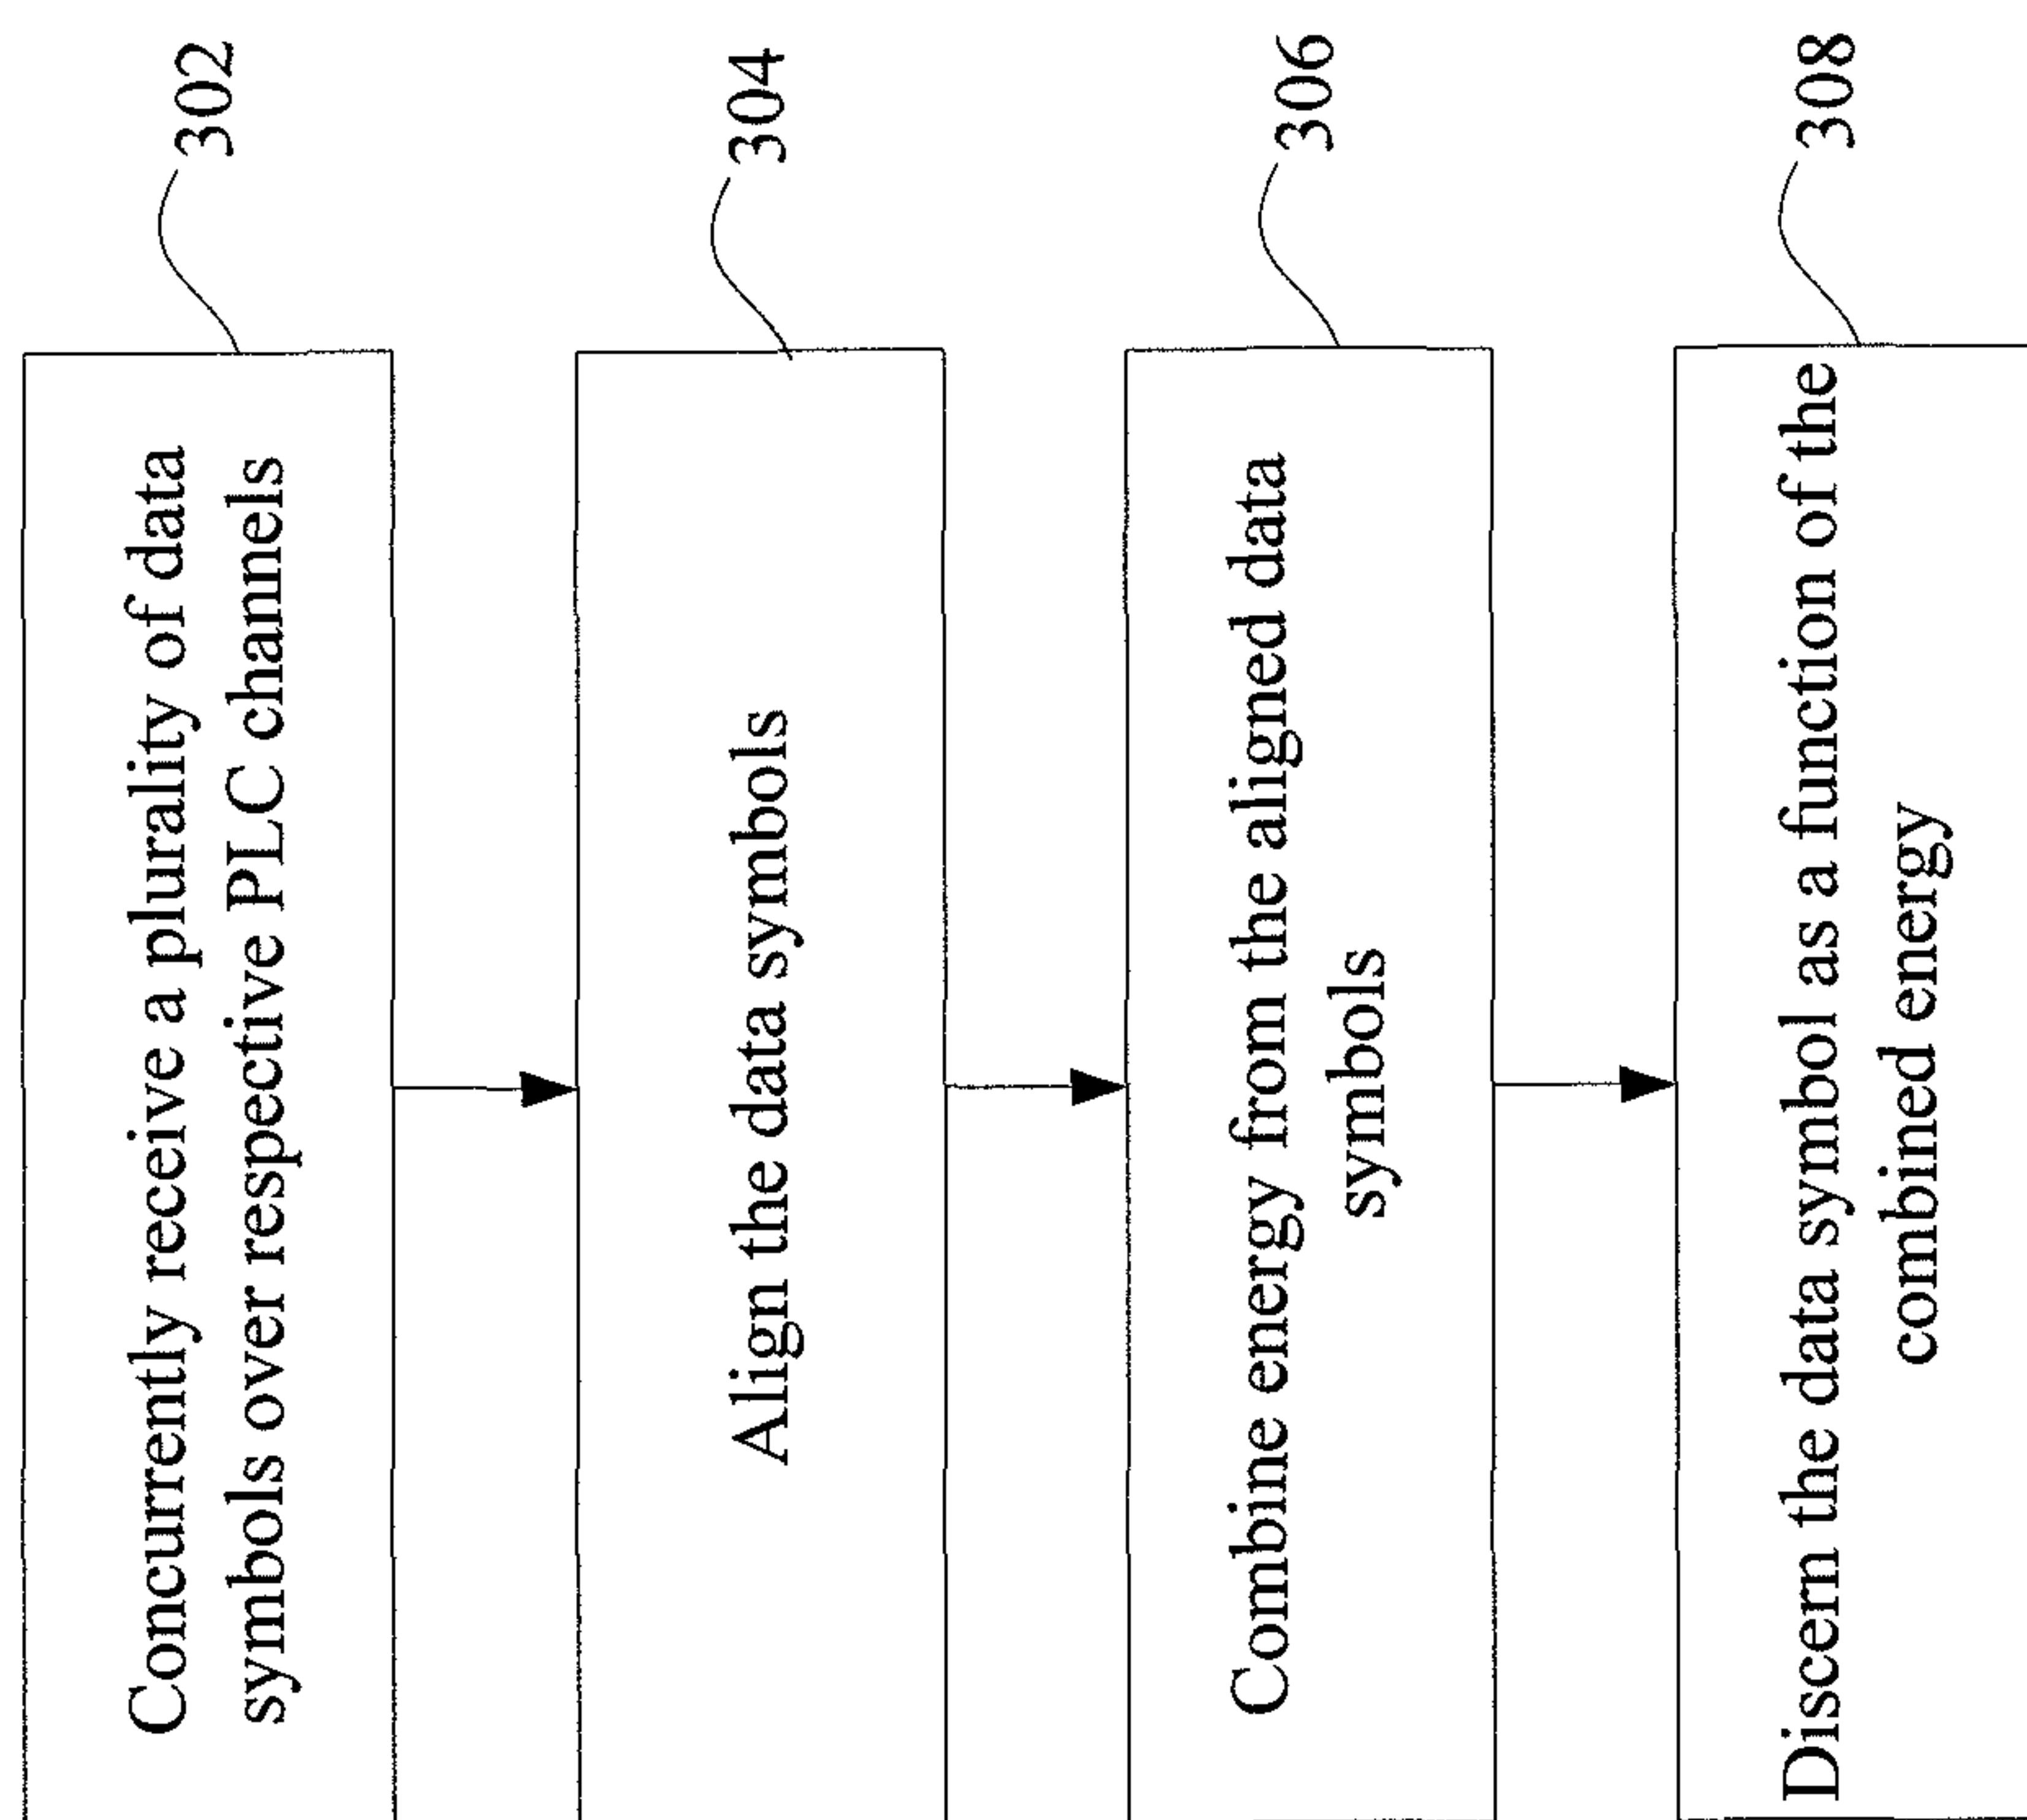 Concurrently receive a plurality of data
symbols over respective PLC channels
302
Align the data symbols
304
Combine energy from the aligned data
symbols
306
Discern the data symbol as a function of the
combined energy
308